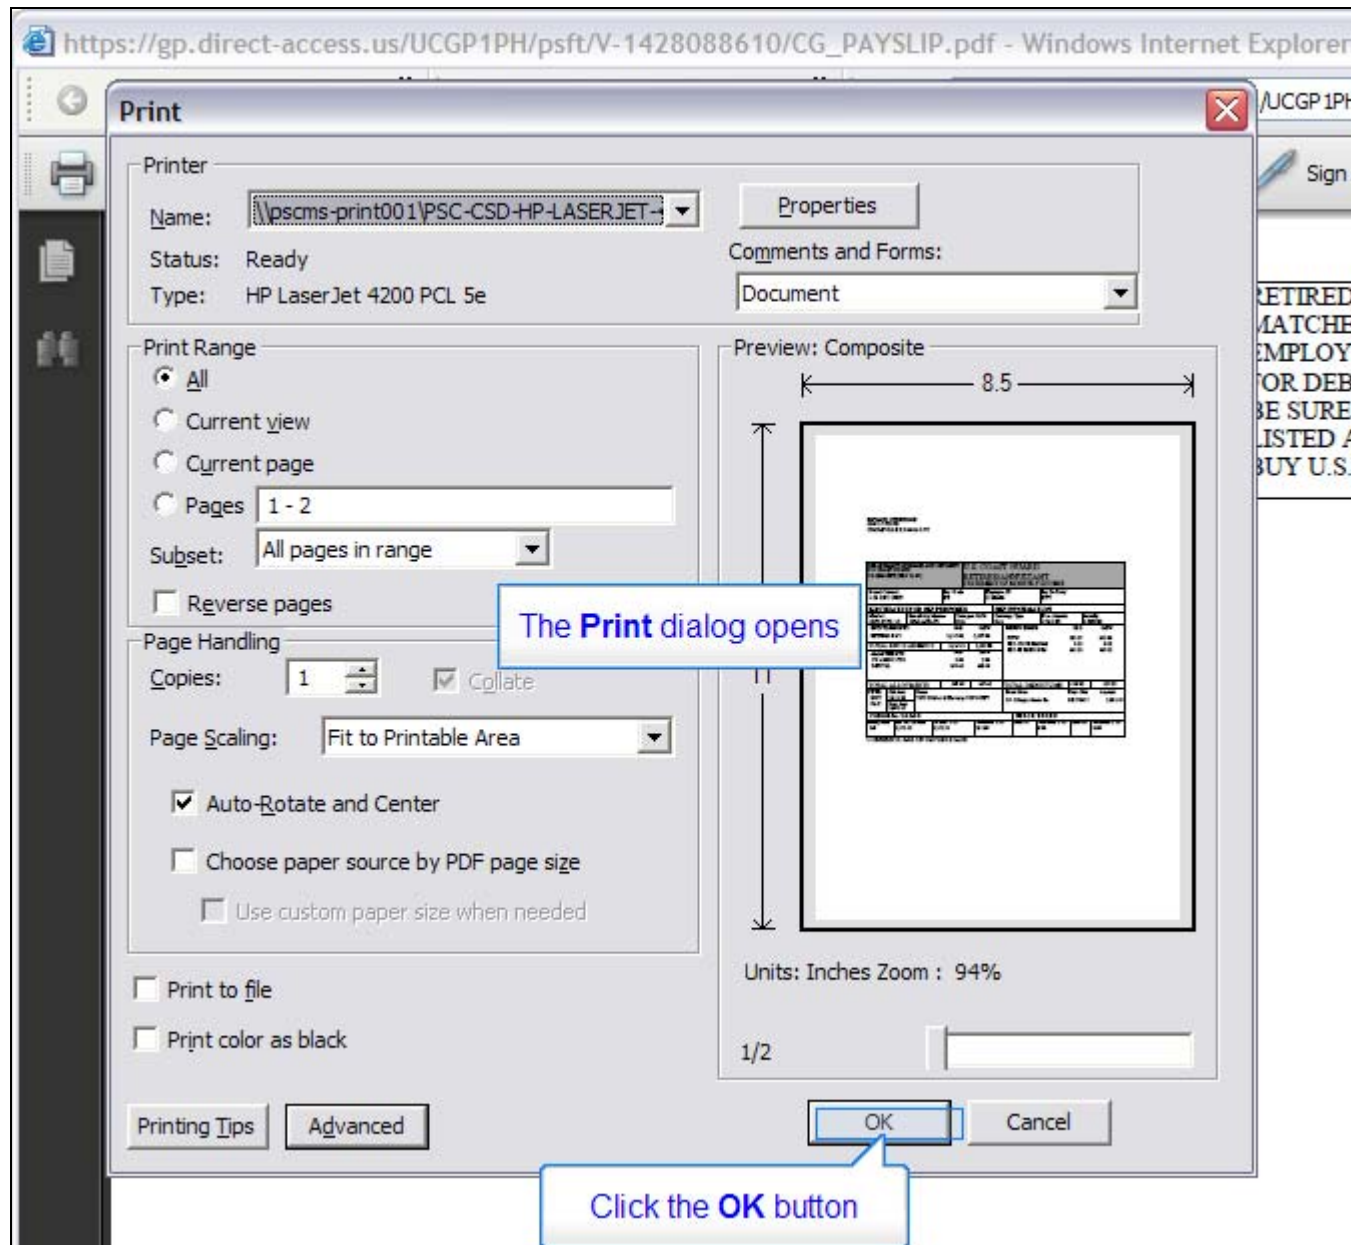 https://gp.direct-access.us/UCGP1PH/psft/V-1428088610/CG_PAYSLIP.pdf - Windows Internet Explorer
/UCGP1PH
Print
Sign
Printer
Name: \\pscms-print001\PSC-CSD-HP-LASERJET-
Properties
Status: Ready
Comments and Forms:
Type: HP LaserJet 4200 PCL 5e
Document
RETIRED
MATCHE
EMPLOY
FOR DEB
BE SURE
LISTED A
BUY U.S.
Print Range
All
Current view
Current page
Pages 1 - 2
Subset: All pages in range
Reverse pages
Preview: Composite
8.5
11
U.S. COAST GUARD
The Print dialog opens
Page Handling
Copies: 1 Collate
Page Scaling: Fit to Printable Area
Auto-Rotate and Center
Choose paper source by PDF page size
Use custom paper size when needed
Units: Inches Zoom : 94%
Print to file
Print color as black
1/2
Printing Tips Advanced OK Cancel
Click the OK button